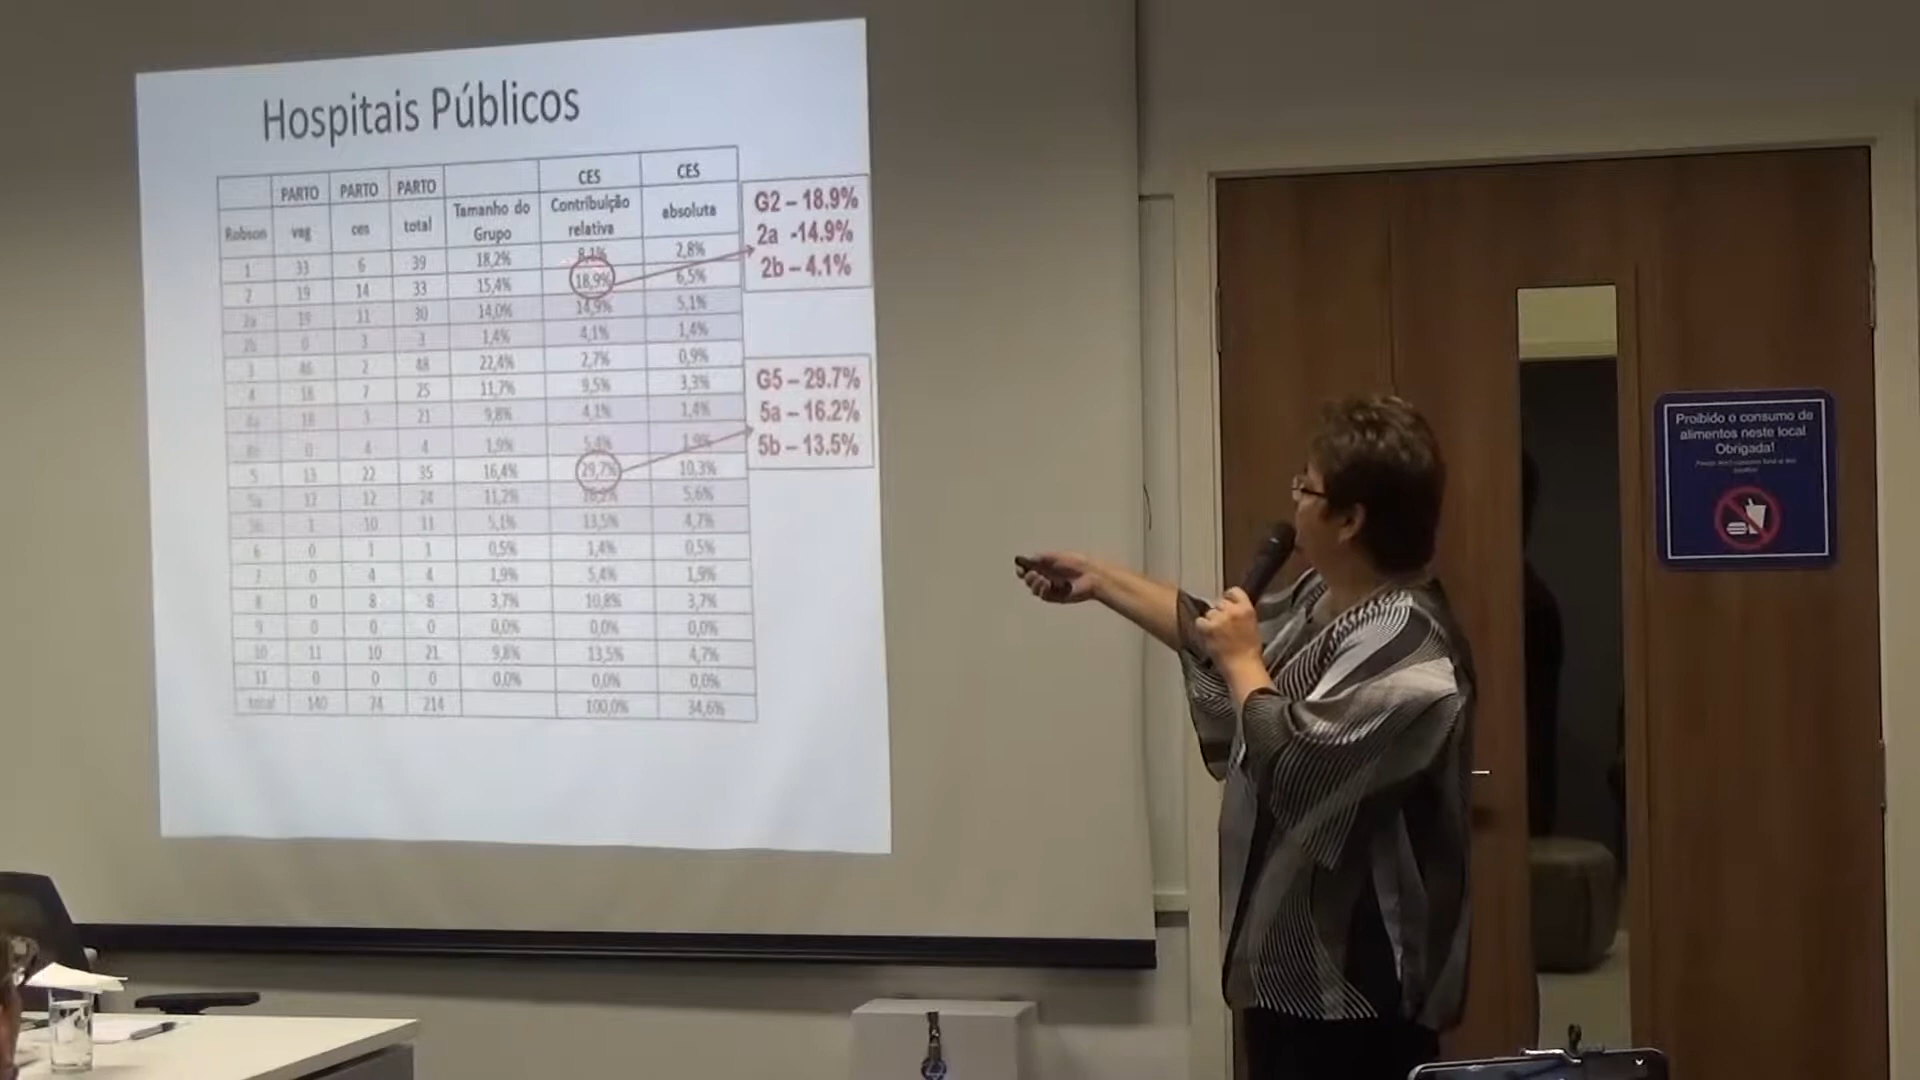 Hospitais Públicos
PARTO PARTO PARTO CES CES
Robson vag ces total Tamanho do Grupo Contribuição relativa absoluta
1 33 6 39 18,2% 8,1% 2,8%
2 19 14 33 15,4% 18,9% 6,5%
2a 19 11 30 14,0% 14,9% 5,1%
2b 0 3 3 1,4% 4,1% 1,4%
3 46 2 48 22,4% 2,7% 0,9%
4 18 7 25 11,7% 9,5% 3,3%
4a 18 3 21 9,8% 4,1% 1,4%
4b 0 4 4 1,9% 5,4% 1,9%
5 13 22 35 16,4% 29,7% 10,3%
5a 12 12 24 11,2% 16,2% 5,6%
5b 1 10 11 5,1% 13,5% 4,7%
6 0 1 1 0,5% 1,4% 0,5%
7 0 4 4 1,9% 5,4% 1,9%
8 0 8 8 3,7% 10,8% 3,7%
9 0 0 0 0,0% 0,0% 0,0%
10 11 10 21 9,8% 13,5% 4,7%
11 0 0 0 0,0% 0,0% 0,0%
total 140 74 214 100,0% 34,6%
G2 – 18.9%
2a -14.9%
2b – 4.1%
G5 – 29.7%
5a – 16.2%
5b – 13.5%
Proibido o consumo de
alimentos neste local
Obrigada!